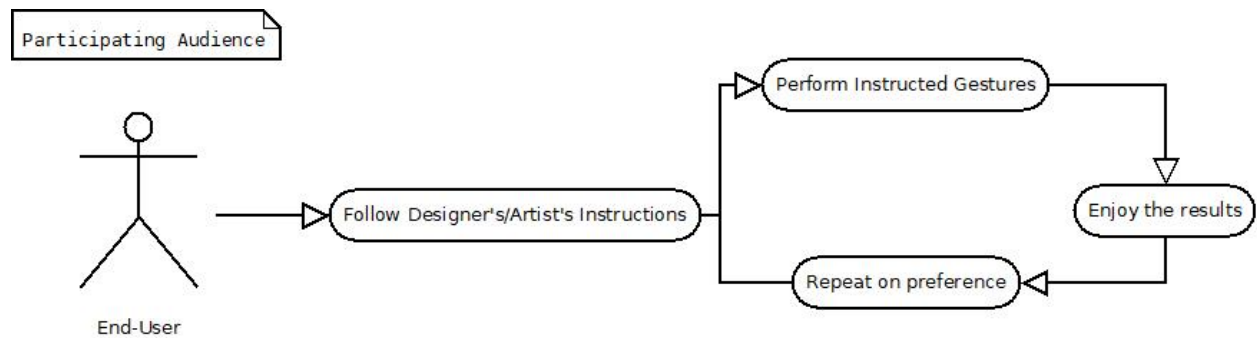 Participating Audience
Perform Instructed Gestures
Follow Designer's/Artist's Instructions
Enjoy the results
Repeat on preference
End-User